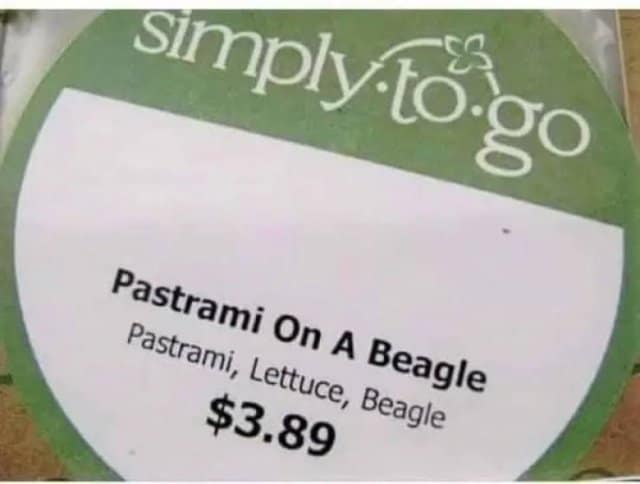 simply·to·go
Pastrami On A Beagle
Pastrami, Lettuce, Beagle
$3.89